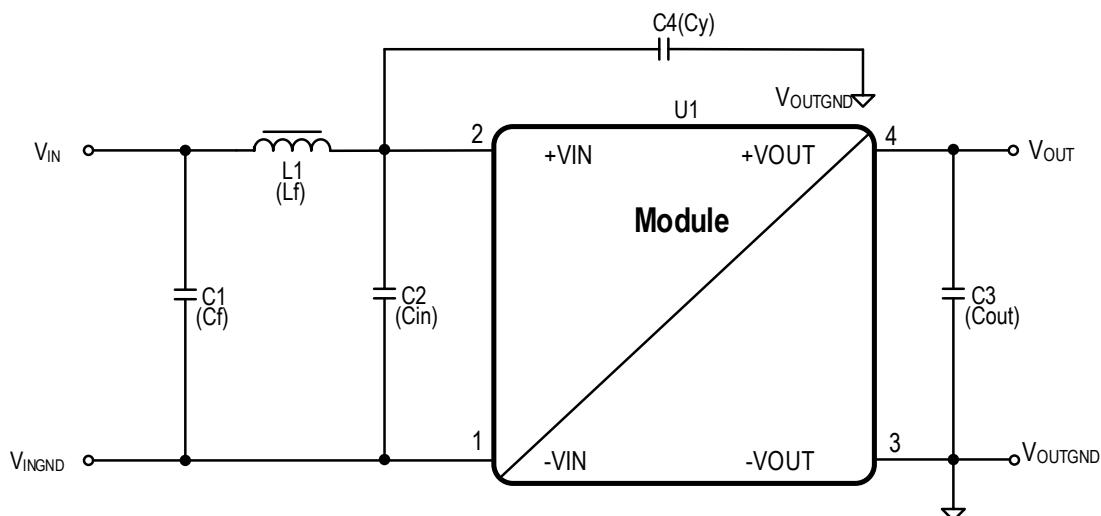 C4(Cy)
VOUTGND
U1
VIN
L1
(Lf)
2
+VIN
+VOUT
4
VOUT
Module
C1
(Cf)
C2
(Cin)
C3
(Cout)
VINGND
1
-VIN
-VOUT
3
VOUTGND